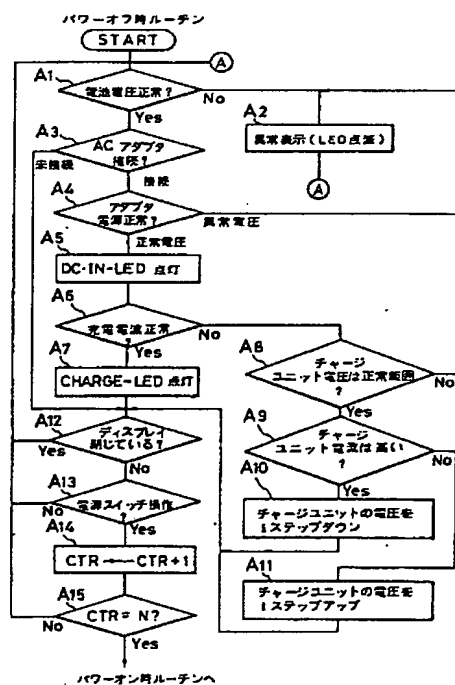 パワーオフ時ルーチン
START
A
A1
電池電圧正常?
No
Yes
A2
異常表示(LED点滅)
A
A3
ACアダプタ
接続?
未接続
接続
A4
アダプタ
電源正常?
異常電圧
正常電圧
A5
DC-IN-LED 点灯
A6
充電電流正常
?
No
Yes
A7
CHARGE-LED 点灯
A8
チャージ
ユニット電圧は正常範囲
?
No
Yes
A9
チャージ
ユニット電流は高い
?
Yes
A10
チャージユニットの電圧を
1ステップダウン
A11
チャージユニットの電圧を
1ステップアップ
A12
ディスプレイ
閉じている?
Yes
No
A13
電源スイッチ操作
?
No
Yes
A14
CTR ← CTR+1
A15
CTR=N?
No
Yes
パワーオン時ルーチンへ